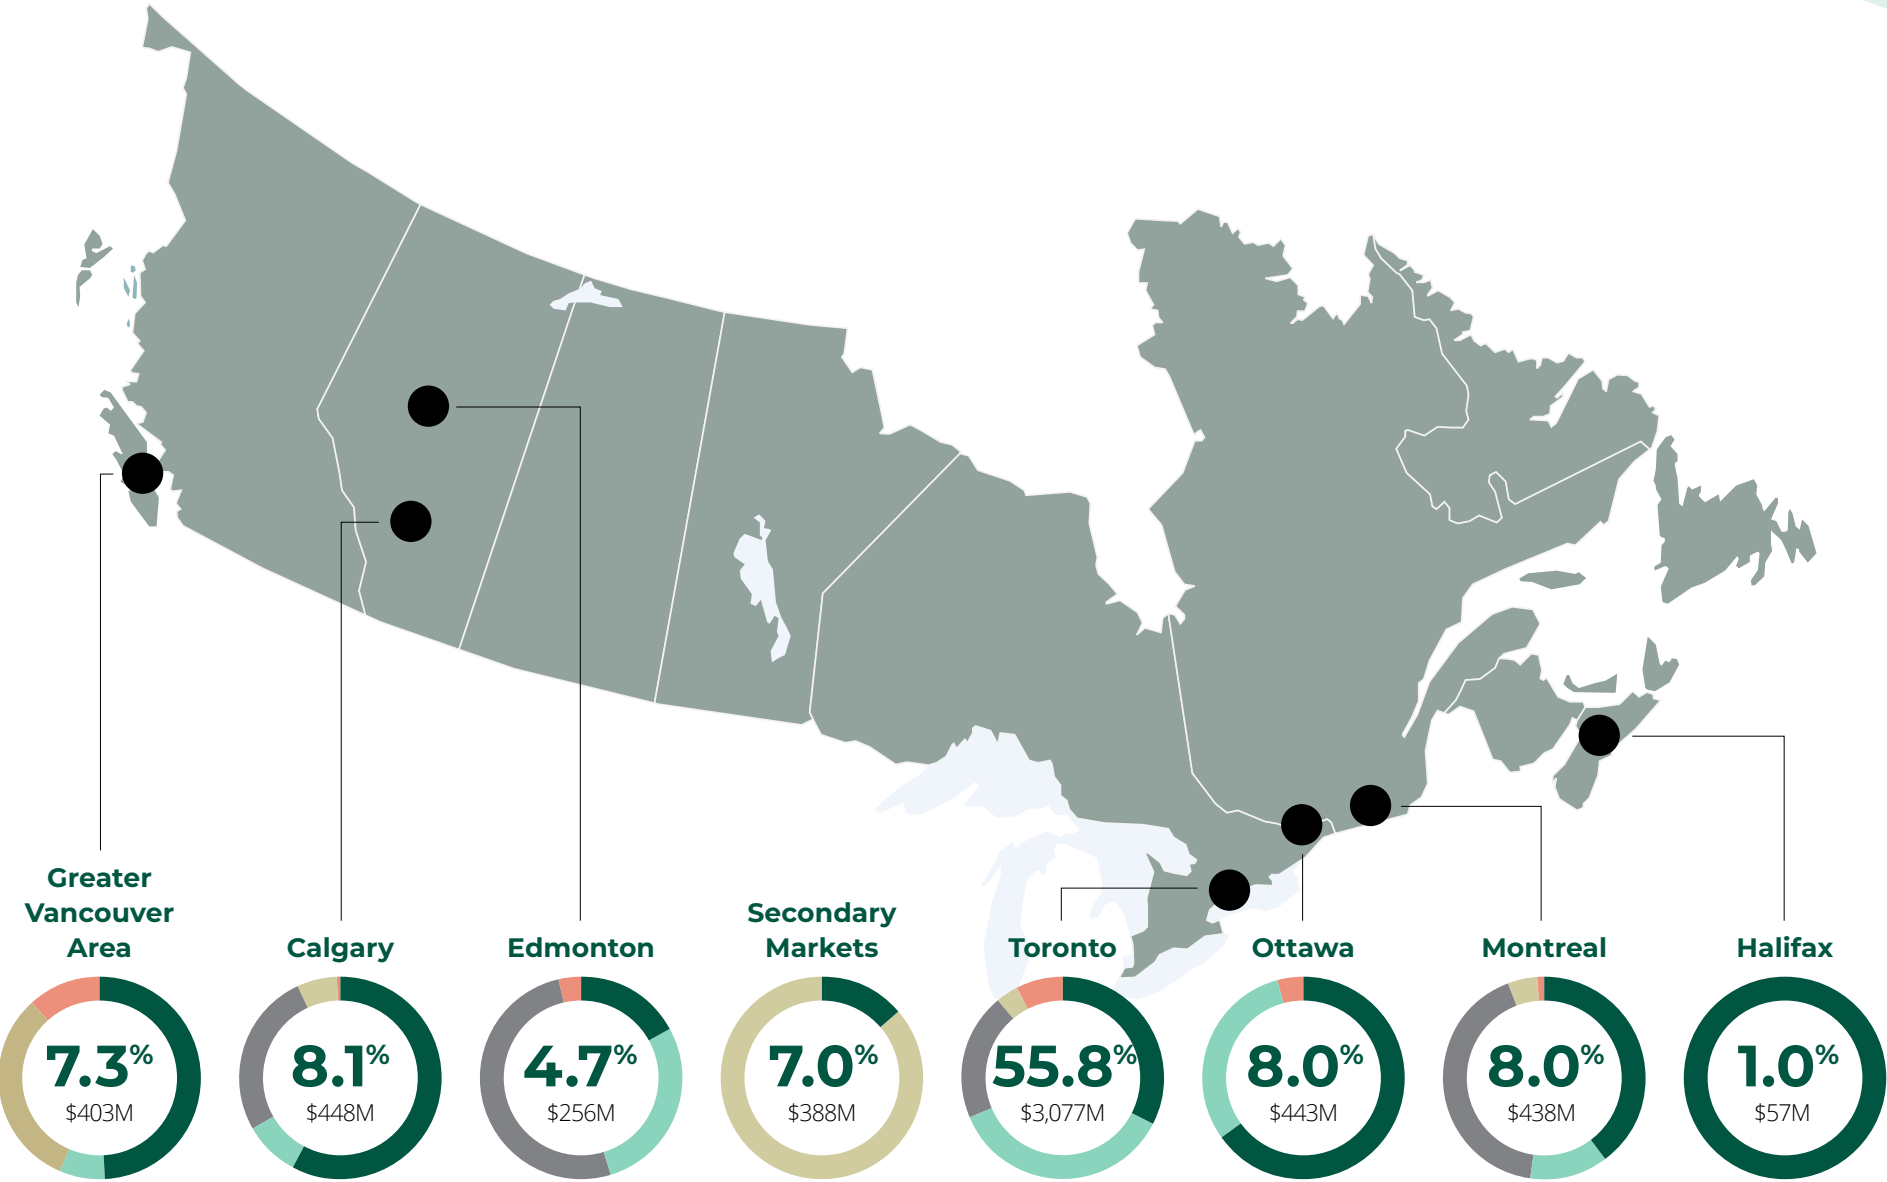 Greater
Vancouver
Area
7.3%
$403M
Calgary
8.1%
$448M
Edmonton
4.7%
$256M
Secondary
Markets
7.0%
$388M
Toronto
55.8%
$3,077M
Ottawa
8.0%
$443M
Montreal
8.0%
$438M
Halifax
1.0%
$57M